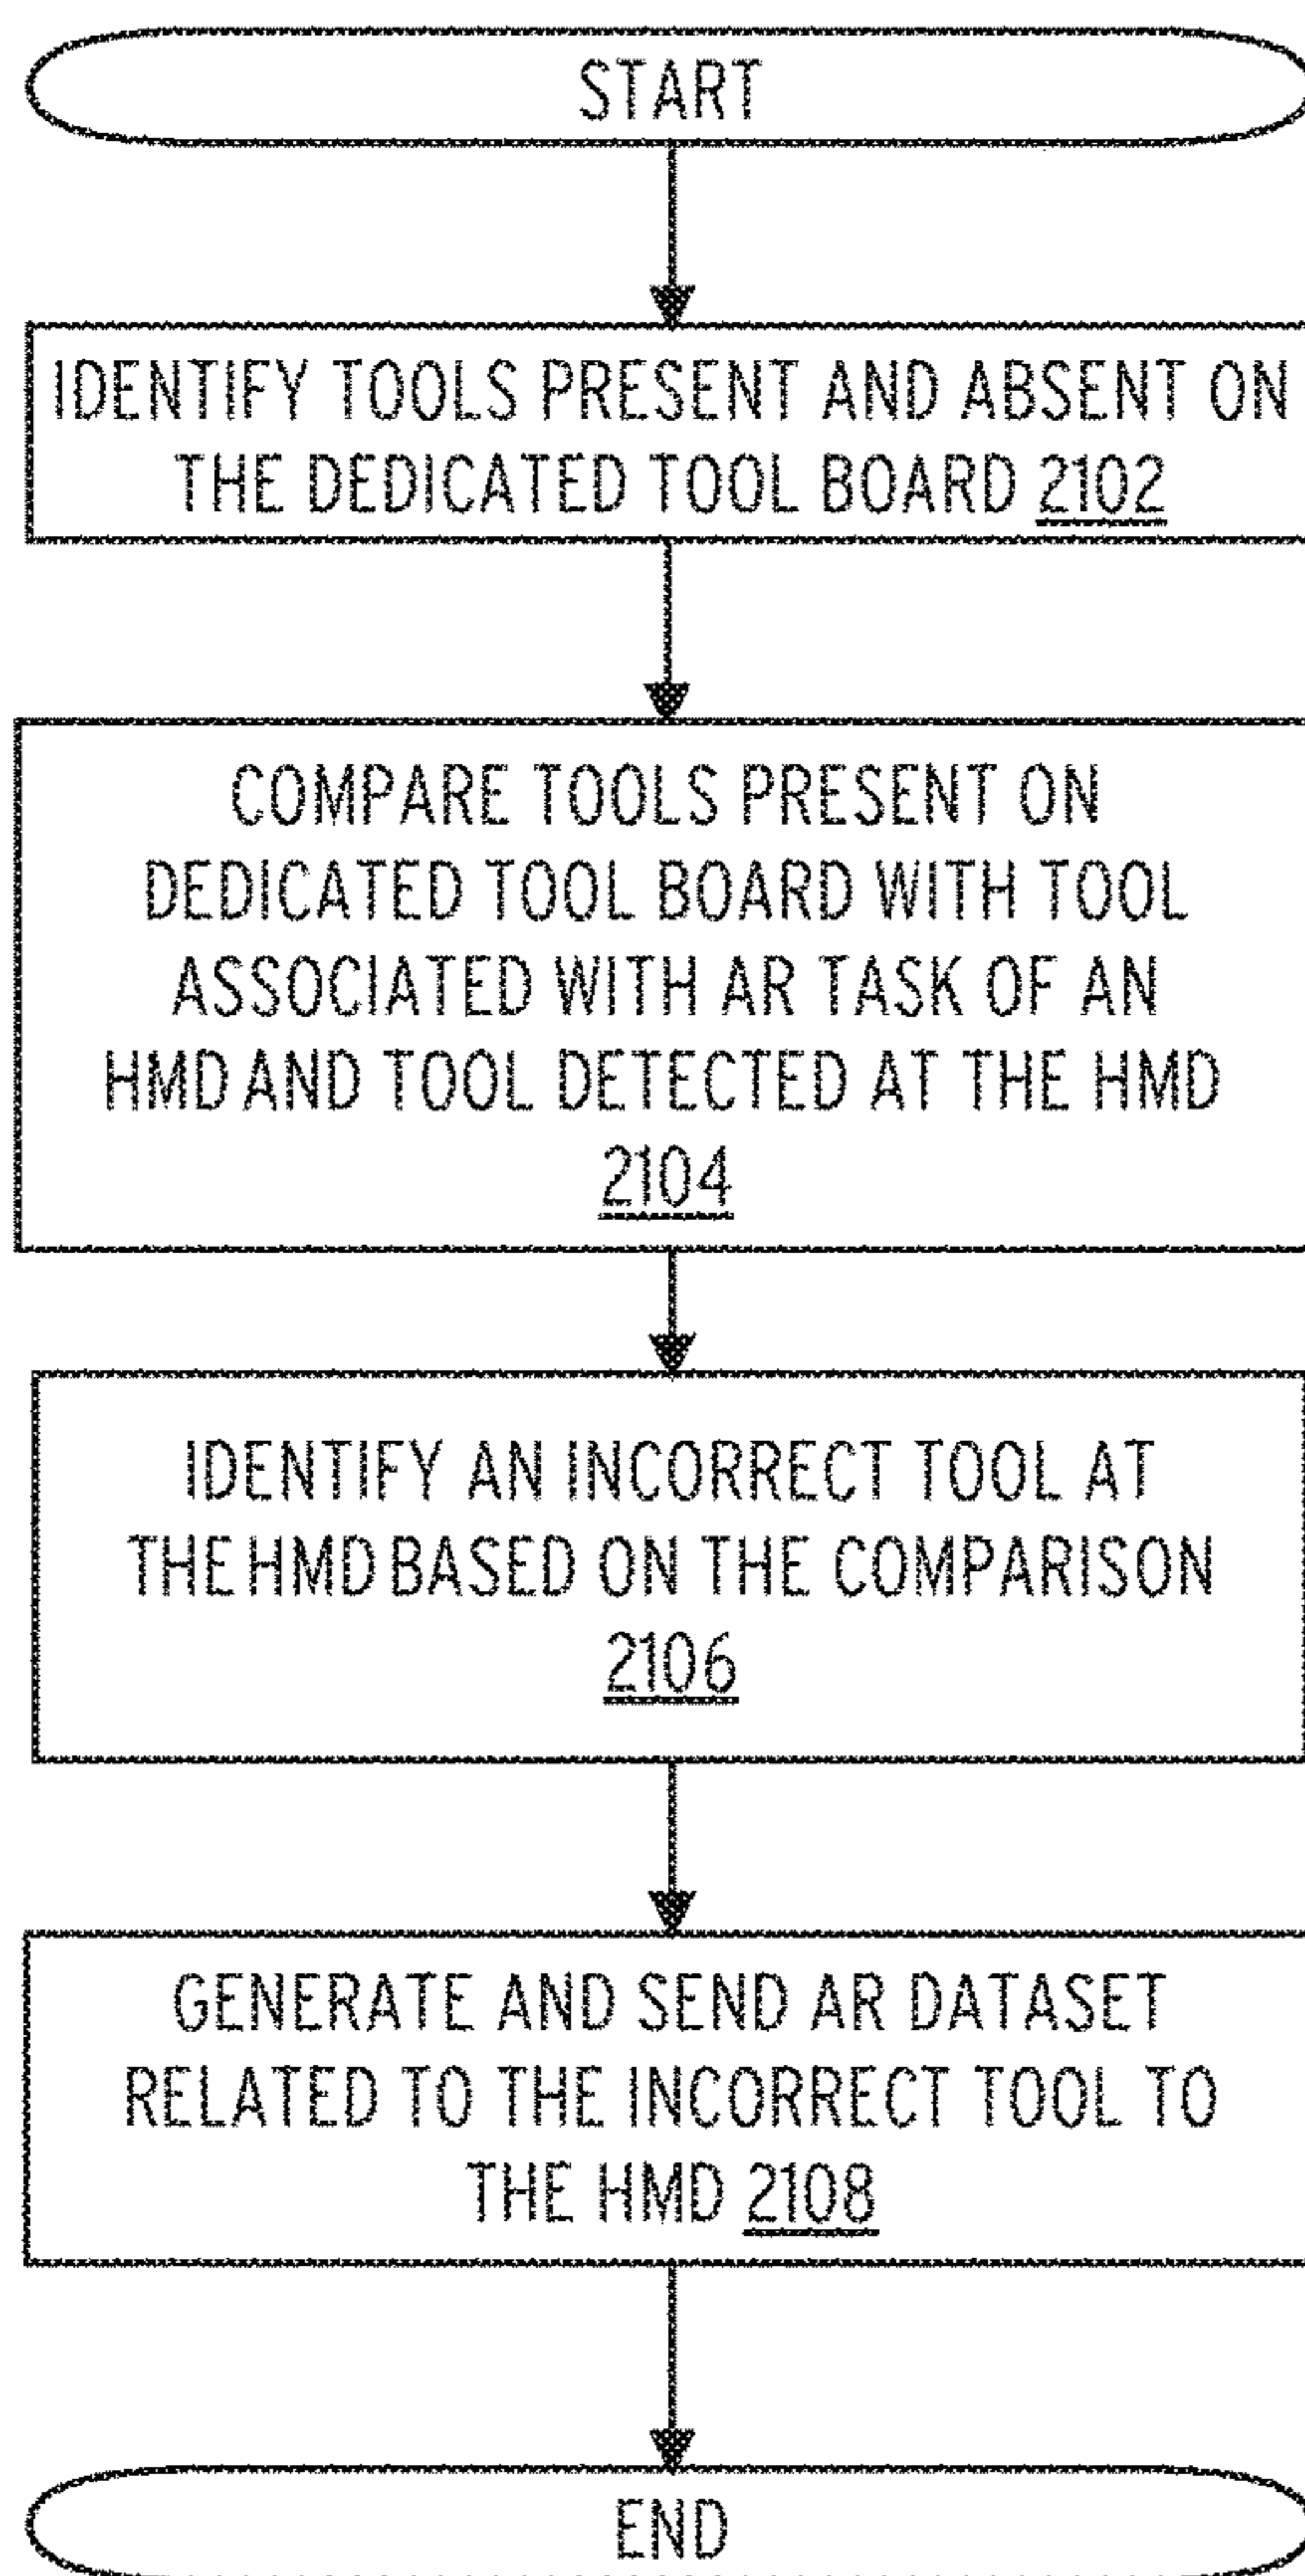 START
IDENTIFY TOOLS PRESENT AND ABSENT ON
THE DEDICATED TOOL BOARD 2102
COMPARE TOOLS PRESENT ON
DEDICATED TOOL BOARD WITH TOOL
ASSOCIATED WITH AR TASK OF AN
HMD AND TOOL DETECTED AT THE HMD
2104
IDENTIFY AN INCORRECT TOOL AT
THE HMD BASED ON THE COMPARISON
2106
GENERATE AND SEND AR DATASET
RELATED TO THE INCORRECT TOOL TO
THE HMD 2108
END